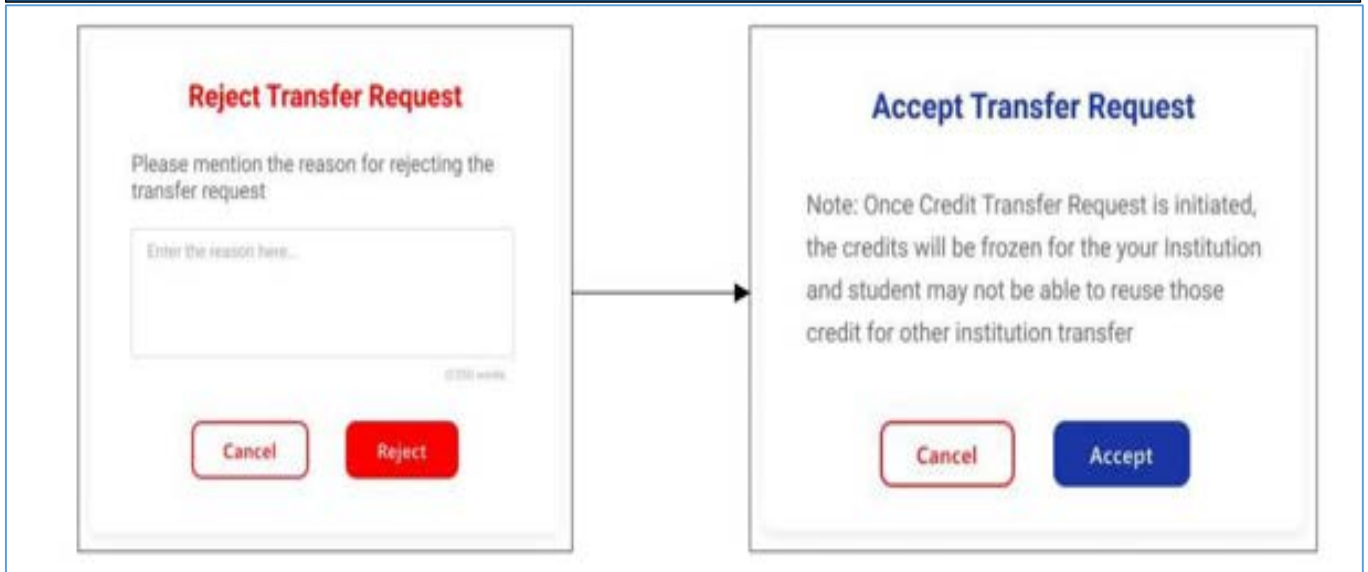 Reject Transfer Request
Please mention the reason for rejecting the
transfer request
Enter the reason here...
words
Cancel
Reject
Accept Transfer Request
Note: Once Credit Transfer Request is initiated,
the credits will be frozen for the your Institution
and student may not be able to reuse those
credit for other institution transfer
Cancel
Accept